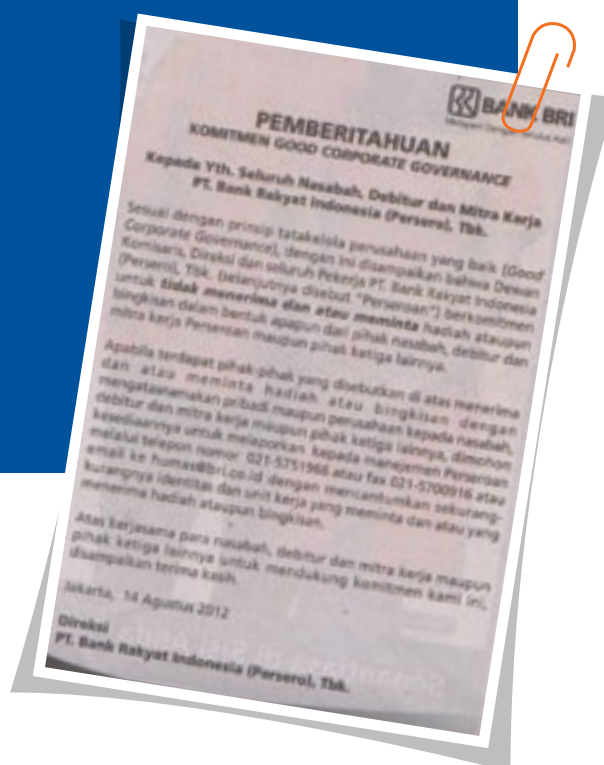 BANK BRI
PEMBERITAHUAN
KOMITMEN GOOD CORPORATE GOVERNANCE
Kepada Yth. Seluruh Nasabah, Debitur dan Mitra Kerja
PT. Bank Rakyat Indonesia (Persero), Tbk.
Sesuai dengan prinsip tatakelola perusahaan yang baik (Good
Corporate Governance), dengan ini disampaikan bahwa Dewan
Komisaris, Direksi dan seluruh Pekerja PT. Bank Rakyat Indonesia
(Persero), Tbk. (selanjutnya disebut "Perseroan") berkomitmen
untuk tidak menerima dan atau meminta hadiah ataupun
bingkisan dalam bentuk apapun dari pihak nasabah, debitur dan
mitra kerja Perseroan maupun pihak ketiga lainnya.
Apabila terdapat pihak-pihak yang disebutkan di atas menerima
dan atau meminta hadiah atau bingkisan dengan
mengatasnamakan pribadi maupun perusahaan kepada nasabah,
debitur dan mitra kerja maupun pihak ketiga lainnya, dimohon
kesediaannya untuk melaporkan kepada manajemen Perseroan
melalui telepon nomor 021-5751966 atau fax 021-5700916 atau
email ke humas@bri.co.id dengan mencantumkan sekurang-
kurangnya identitas dan unit kerja yang meminta dan atau yang
menerima hadiah ataupun bingkisan.
Atas kerjasama para nasabah, debitur dan mitra kerja maupun
pihak ketiga lainnya untuk mendukung komitmen kami ini,
disampaikan terima kasih.
Jakarta, 14 Agustus 2012
Direksi
PT. Bank Rakyat Indonesia (Persero), Tbk.